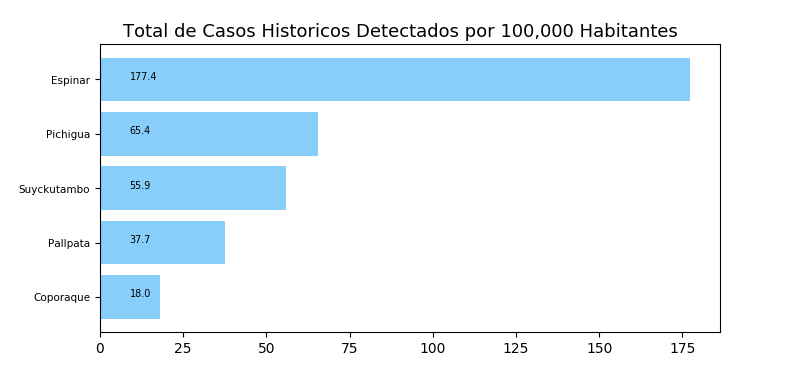 Total de Casos Historicos Detectados por 100,000 Habitantes
Espinar 177.4
Pichigua 65.4
Suyckutambo 55.9
Pallpata 37.7
Coporaque 18.0
0 25 50 75 100 125 150 175